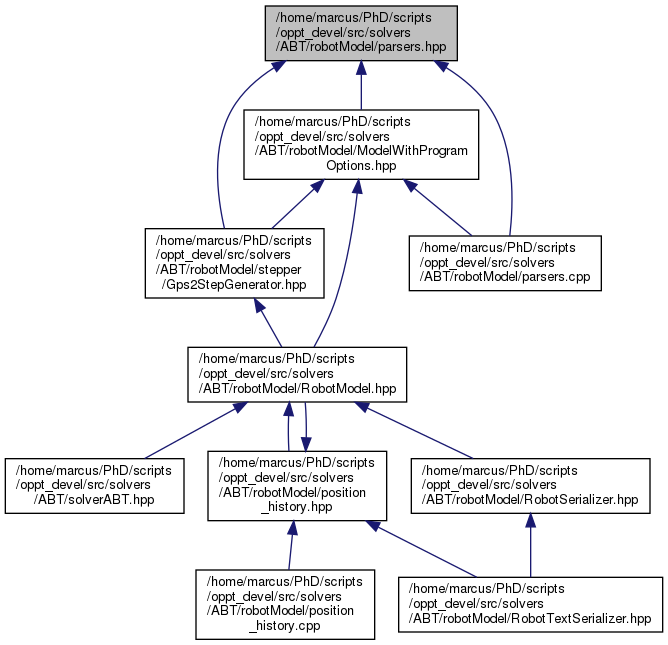 /home/marcus/PhD/scripts
/oppt_devel/src/solvers
/ABT/robotModel/parsers.hpp
/home/marcus/PhD/scripts
/oppt_devel/src/solvers
/ABT/robotModel/ModelWithProgram
Options.hpp
/home/marcus/PhD/scripts
/oppt_devel/src/solvers
/ABT/robotModel/stepper
/Gps2StepGenerator.hpp
/home/marcus/PhD/scripts
/oppt_devel/src/solvers
/ABT/robotModel/parsers.cpp
/home/marcus/PhD/scripts
/oppt_devel/src/solvers
/ABT/robotModel/RobotModel.hpp
/home/marcus/PhD/scripts
/oppt_devel/src/solvers
/ABT/solverABT.hpp
/home/marcus/PhD/scripts
/oppt_devel/src/solvers
/ABT/robotModel/position
_history.hpp
/home/marcus/PhD/scripts
/oppt_devel/src/solvers
/ABT/robotModel/RobotSerializer.hpp
/home/marcus/PhD/scripts
/oppt_devel/src/solvers
/ABT/robotModel/position
_history.cpp
/home/marcus/PhD/scripts
/oppt_devel/src/solvers
/ABT/robotModel/RobotTextSerializer.hpp